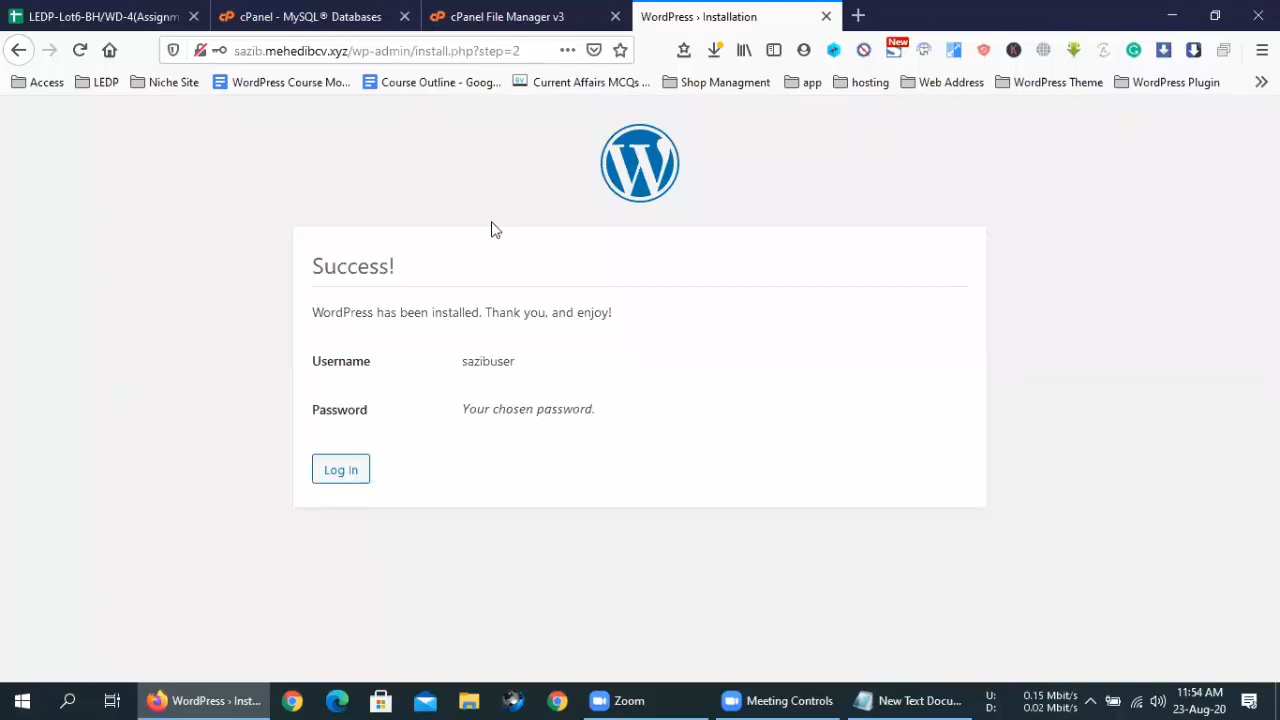 LEDP-Lot6-BH/WD-4(Assignm
cPanel - MySQL® Databases
cPanel File Manager v3
WordPress › Installation
sazib.mehedibcv.xyz/wp-admin/install.php?step=2
New
Access
LEDP
Niche Site
WordPress Course Mo...
Course Outline - Goog...
Current Affairs MCQs ...
Shop Managment
app
hosting
Web Address
WordPress Theme
WordPress Plugin
Success!
WordPress has been installed. Thank you, and enjoy!
Username sazibuser
Password Your chosen password.
Log In
WordPress › Inst...
Zoom
Meeting Controls
New Text Docu...
U: 0.15 Mbit/s
D: 0.02 Mbit/s
11:54 AM
23-Aug-20